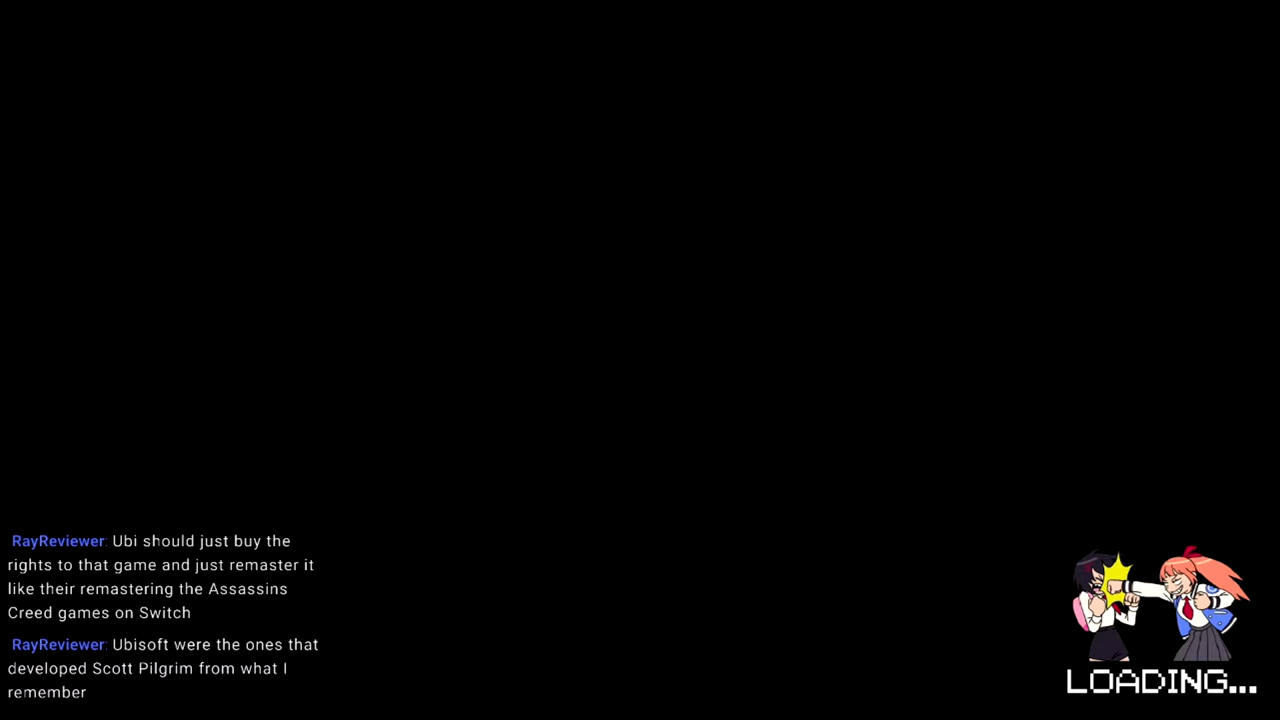 RayReviewer: Ubi should just buy the
rights to that game and just remaster it
like their remastering the Assassins
Creed games on Switch
RayReviewer: Ubisoft were the ones that
developed Scott Pilgrim from what I
remember
LOADING...